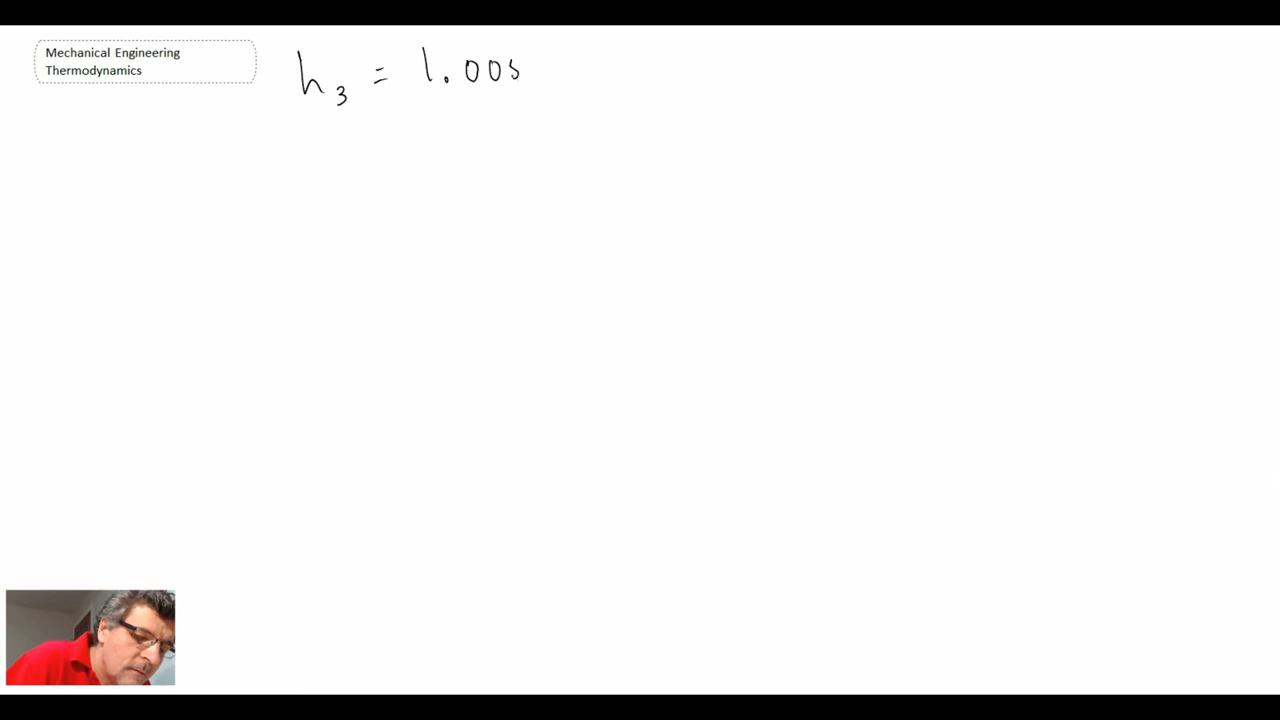 Mechanical Engineering
Thermodynamics
h₃ = 1.005